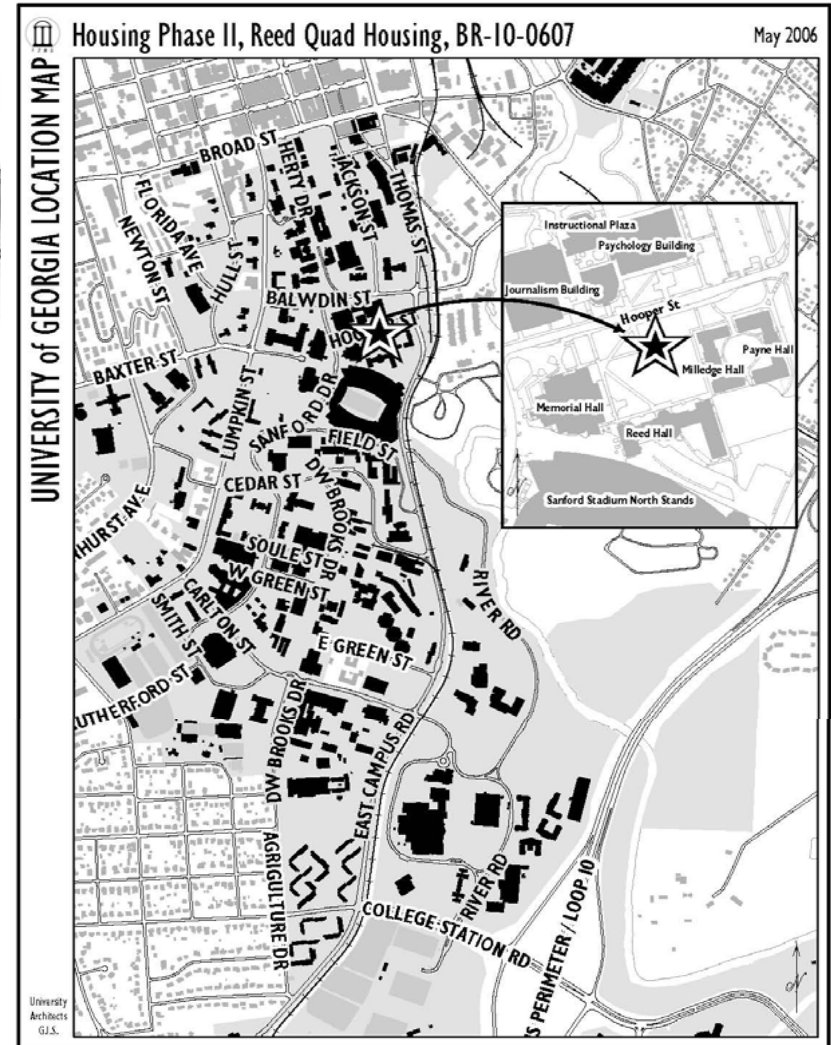 Housing Phase II, Reed Quad Housing, BR-10-0607
May 2006
UNIVERSITY of GEORGIA LOCATION MAP
BROAD ST
HERTY DR
JACKSON ST
THOMAS ST
FLORIDA AVE
NEWTON ST
HULL ST
BALWDIN ST
BAXTER ST
LUMPKIN ST
SANFORD DR
FIELD ST
CEDAR ST
DW BROOKS DR
SOULE ST
W GREEN ST
CARLTON ST
SMITH ST
E GREEN ST
RIVER RD
DW BROOKS DR
EAST CAMPUS RD
AGRIGULTURE DR
RIVER RD
COLLEGE STATION RD
S PERIMETER / LOOP 10
HURST AVE
UTHERFORD ST
Instructional Plaza
Psychology Building
Journalism Building
Hooper St
Payne Hall
Milledge Hall
Memorial Hall
Reed Hall
Sanford Stadium North Stands
N
N
University
Architects
G.J.S.